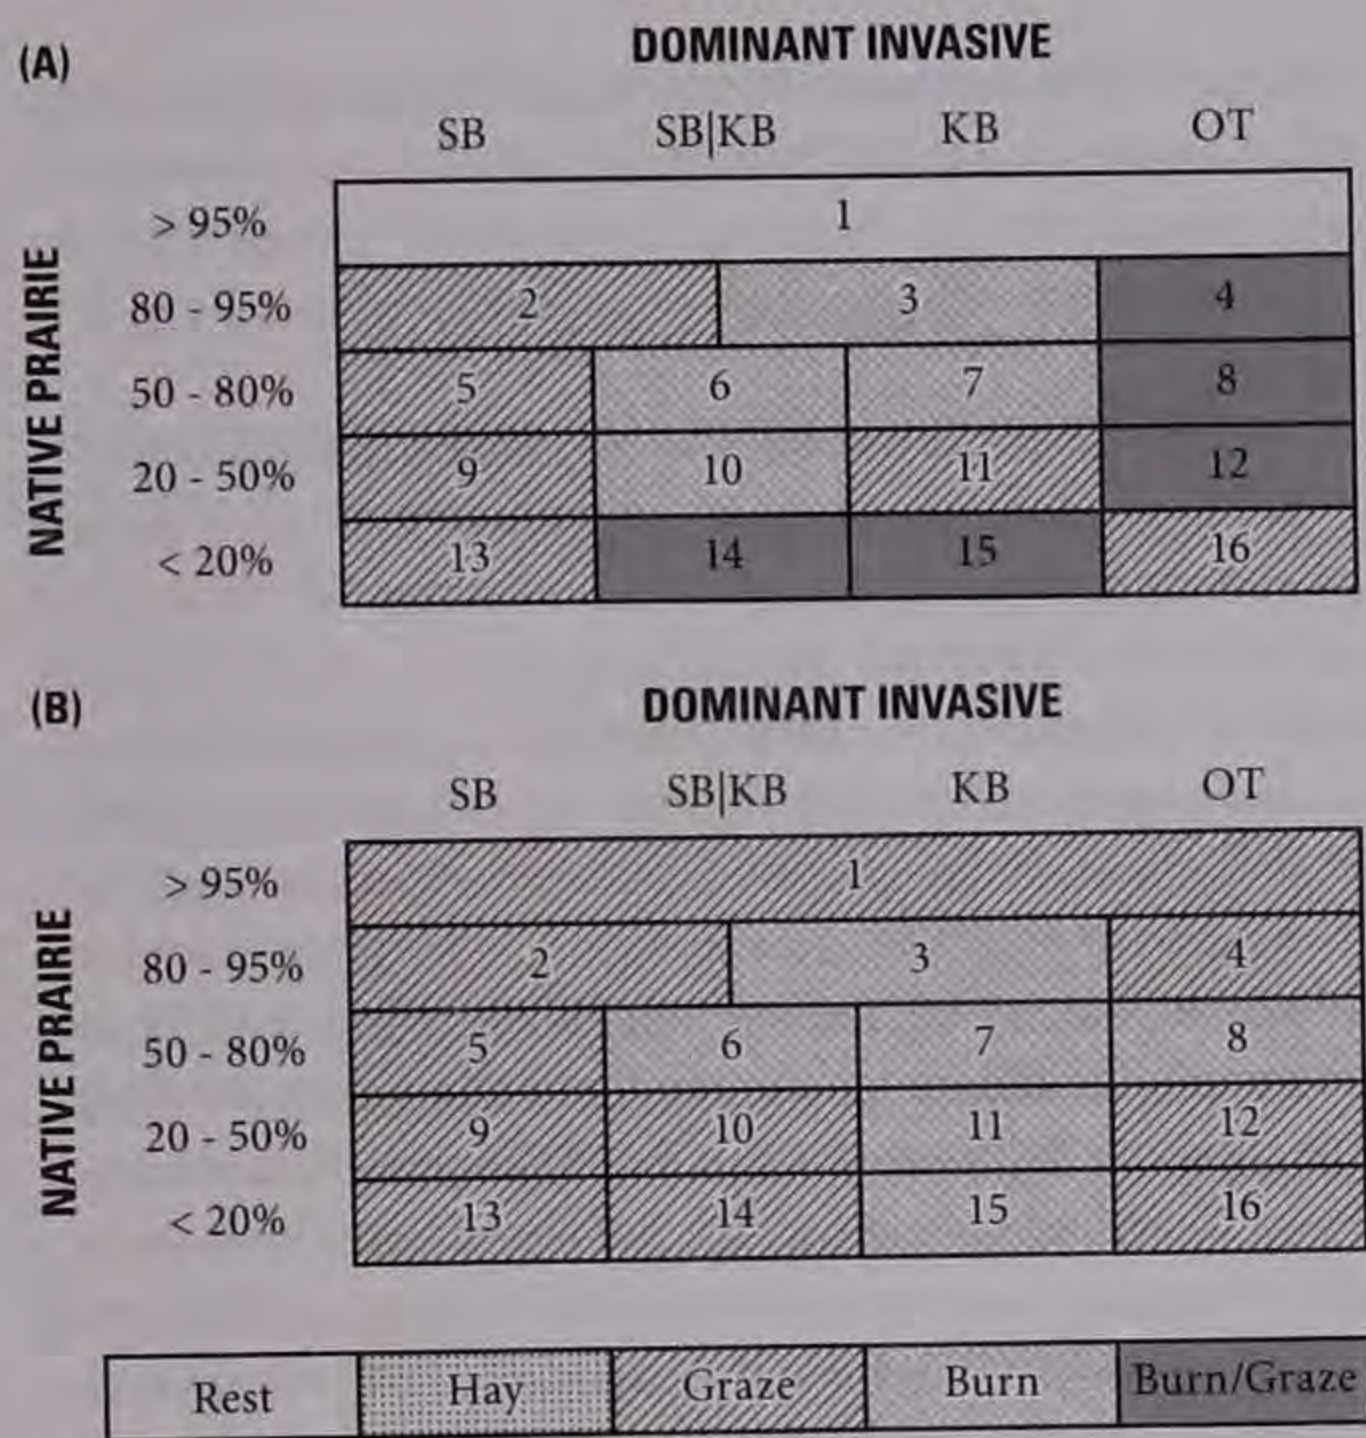 (A)
DOMINANT INVASIVE
SB SB|KB KB OT
NATIVE PRAIRIE
> 95% 1
80 - 95% 2 3 4
50 - 80% 5 6 7 8
20 - 50% 9 10 11 12
< 20% 13 14 15 16
(B)
DOMINANT INVASIVE
SB SB|KB KB OT
NATIVE PRAIRIE
> 95% 1
80 - 95% 2 3 4
50 - 80% 5 6 7 8
20 - 50% 9 10 11 12
< 20% 13 14 15 16
Rest Hay Graze Burn Burn/Graze